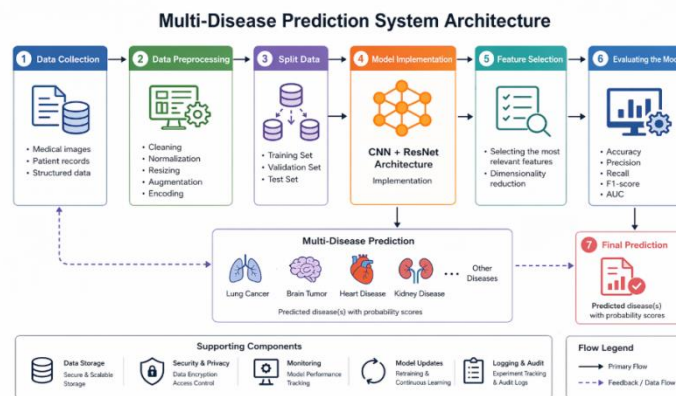 Multi-Disease Prediction System Architecture
1 Data Collection
• Medical images
• Patient records
• Structured data
2 Data Preprocessing
• Cleaning
• Normalization
• Resizing
• Augmentation
• Encoding
3 Split Data
• Training Set
• Validation Set
• Test Set
4 Model Implementation
CNN + ResNet
Architecture
Implementation
5 Feature Selection
• Selecting the most
relevant features
• Dimensionality
reduction
6 Evaluating the Mod
• Accuracy
• Precision
• Recall
• F1-score
• AUC
Multi-Disease Prediction
Lung Cancer
Brain Tumor
Heart Disease
Kidney Disease
... Other
Diseases
Predicted disease(s) with probability scores
7 Final Prediction
Predicted disease(s)
with probability scores
Supporting Components
Data Storage
Secure & Scalable
Storage
Security & Privacy
Data Encryption
Access Control
Monitoring
Model Performance
Tracking
Model Updates
Retraining &
Continuous Learning
Logging & Audit
Experiment Tracking
& Audit Logs
Flow Legend
Primary Flow
Feedback / Data Flow